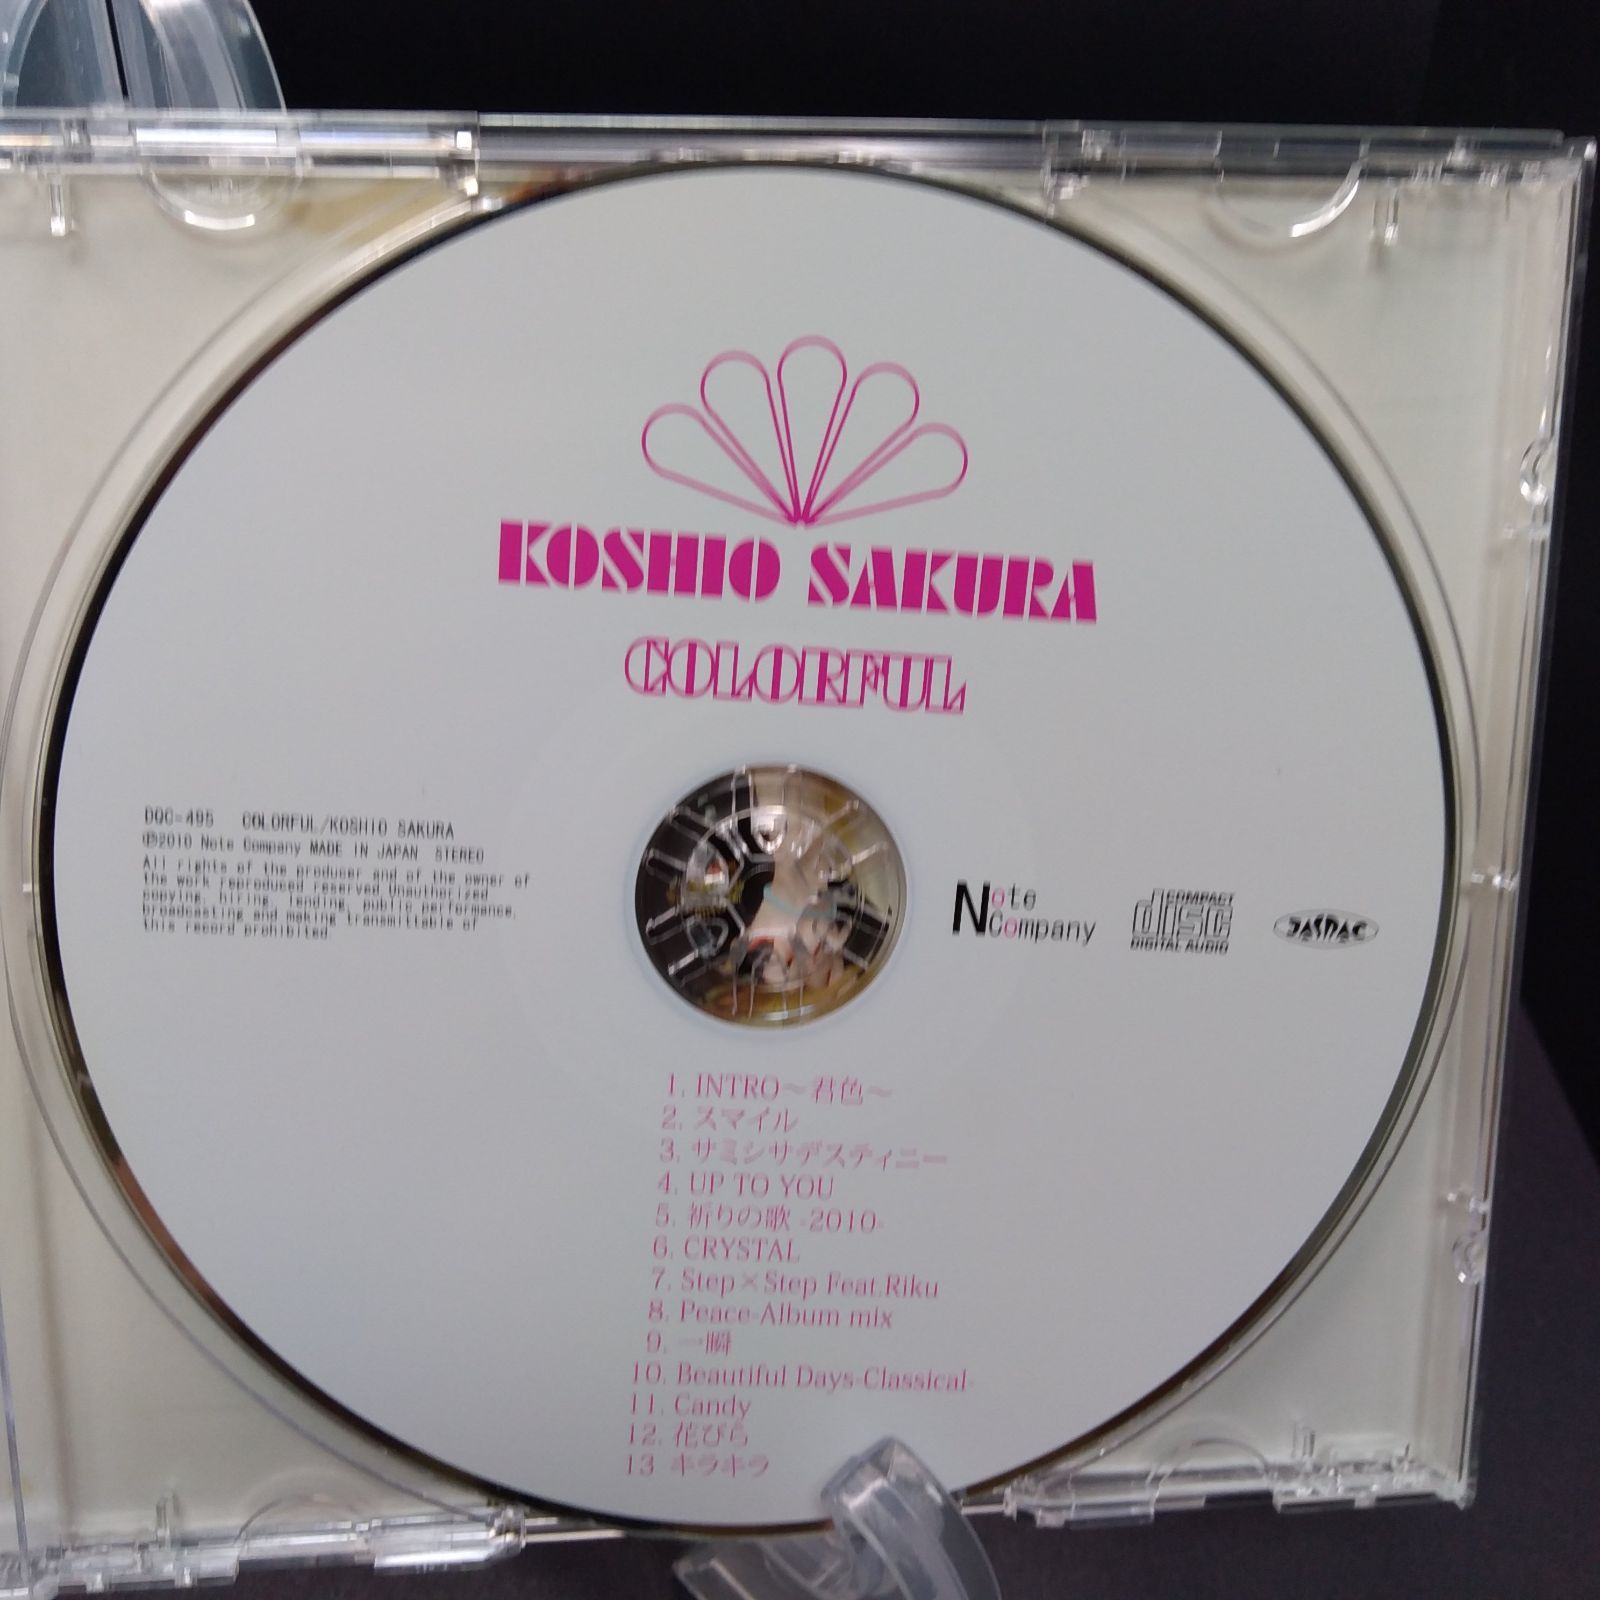 KOSHIO SAKURA
COLORFUL
DQC-495 COLORFUL/KOSHIO SAKURA
Ⓟ2010 Note Company MADE IN JAPAN STEREO
All rights of the producer and of the owner of
the work reproduced reserved.Unauthorized
copying, hiring, lending, public performance,
broadcasting and making transmittable of
this record prohibited.
Note
Company
COMPACT
disc
DIGITAL AUDIO
JASRAC
1. INTRO～君色～
2. スマイル
3. サミシサデスティニー
4. UP TO YOU
5. 祈りの歌 -2010-
6. CRYSTAL
7. Step×Step Feat.Riku
8. Peace-Album mix
9. 一瞬
10. Beautiful Days-Classical-
11. Candy
12. 花びら
13 キラキラ